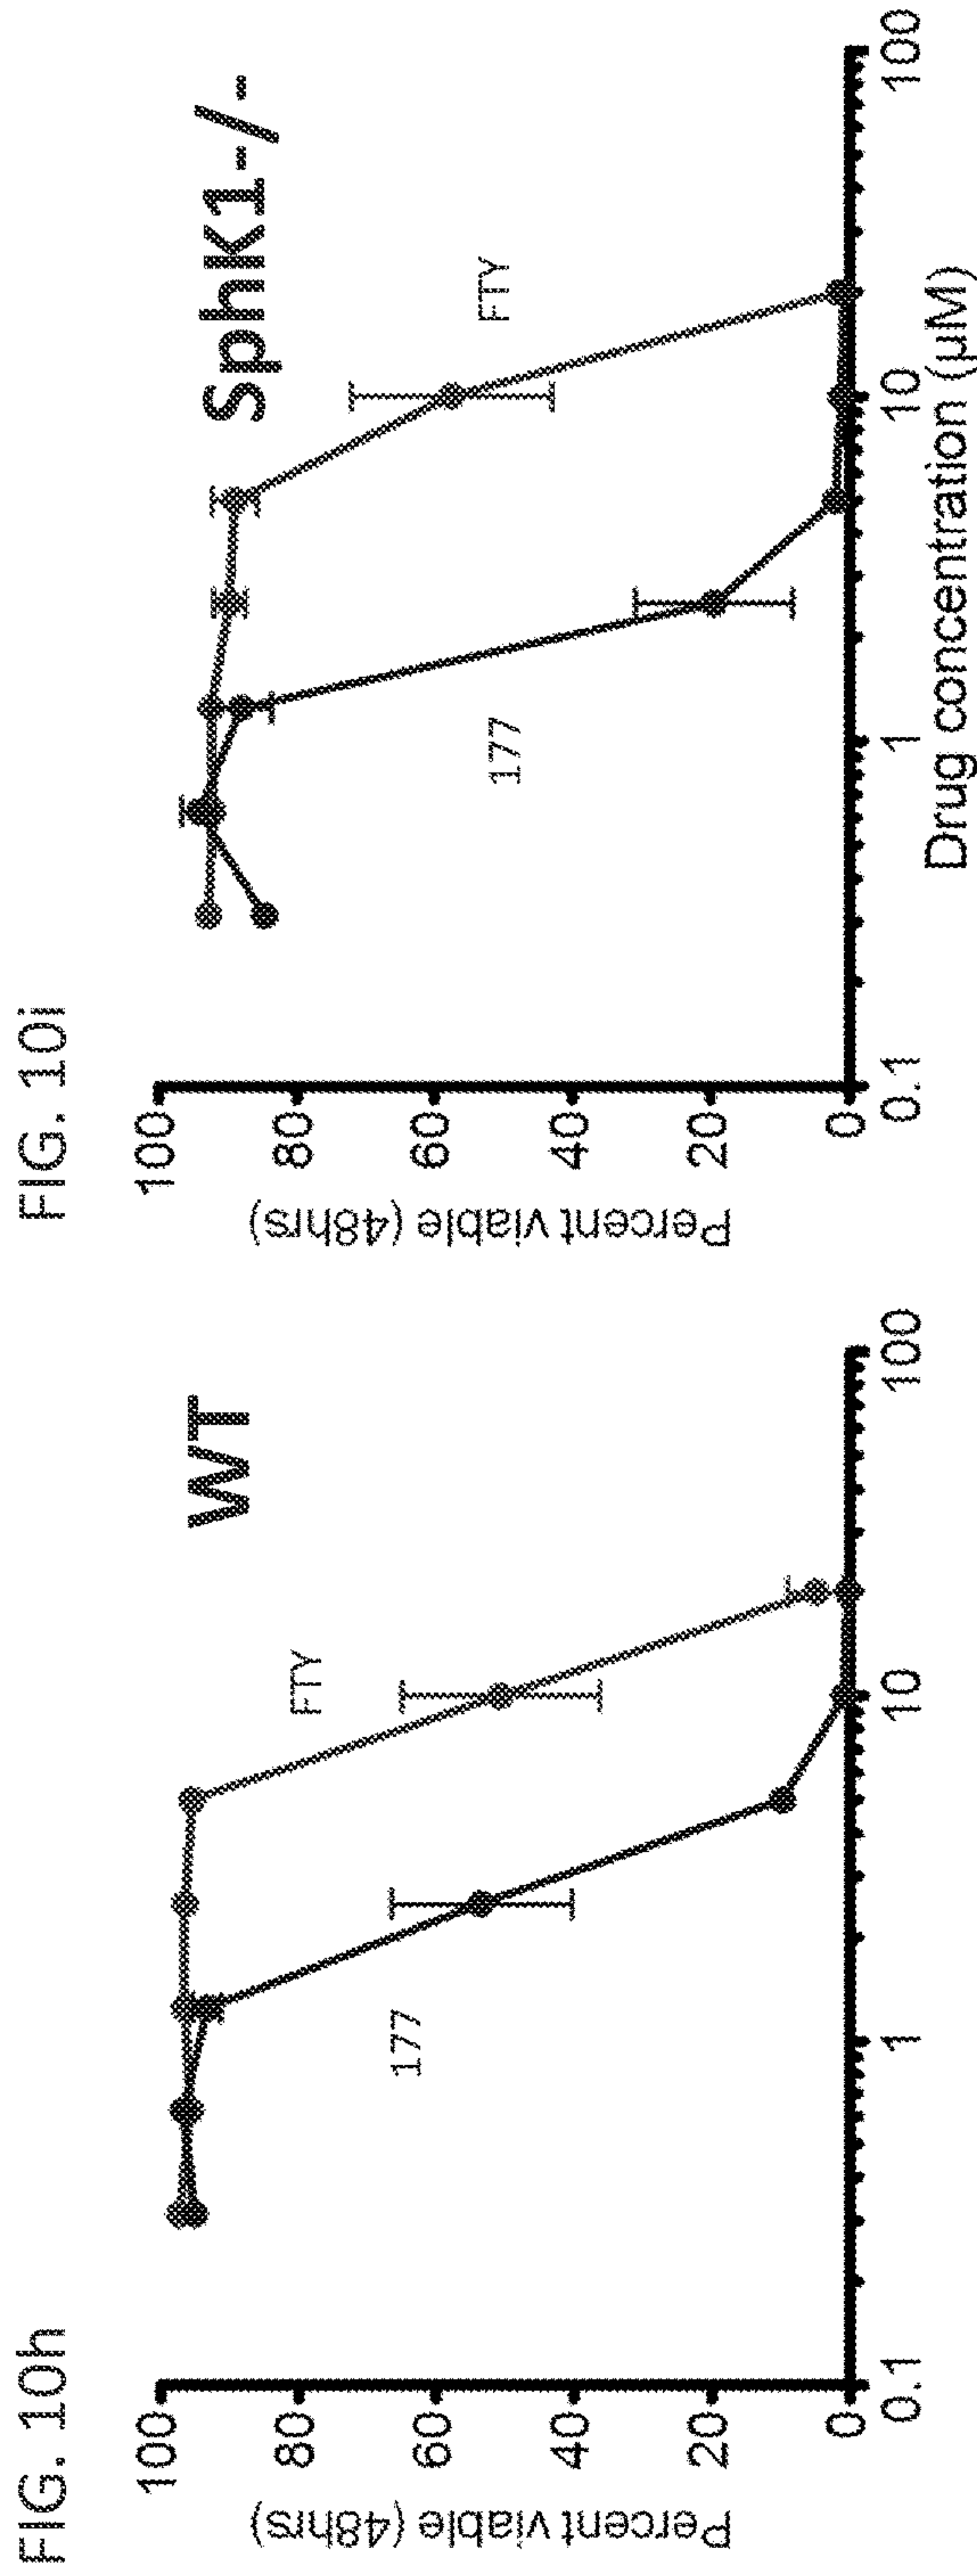 FIG. 10h
WT
FTY
177
Percent viable (48hrs)
100
80
60
40
20
0
0.1
1
10
100
FIG. 10i
SphK1-/-
FTY
177
Percent viable (48hrs)
100
80
60
40
20
0
0.1
1
10
100
Drug concentration (µM)